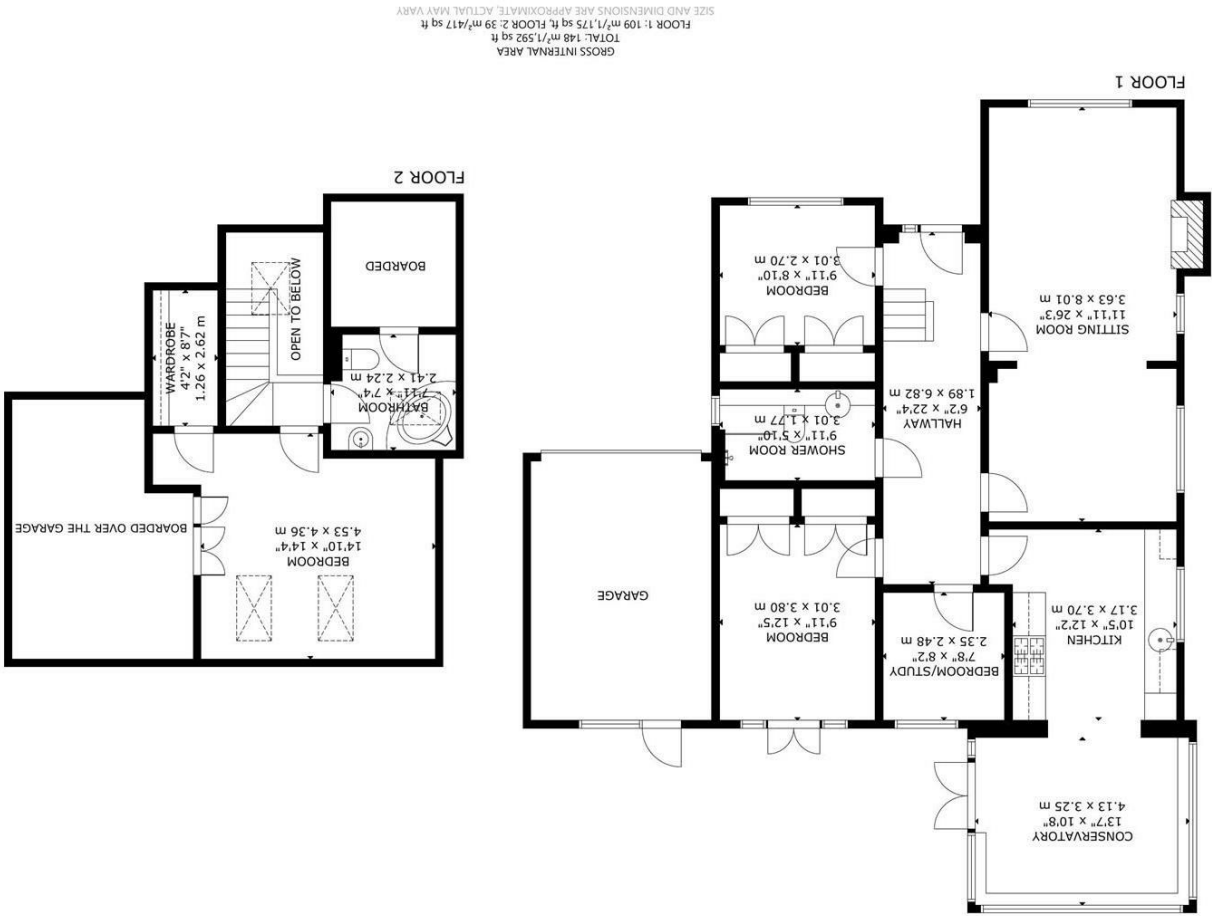 CONSERVATORY
13'7" x 10'8"
4.13 x 3.25 m
KITCHEN
10'5" x 12'2"
3.17 x 3.70 m
BEDROOM/STUDY
7'8" x 8'2"
2.35 x 2.48 m
BEDROOM
9'11" x 12'5"
3.01 x 3.80 m
GARAGE
SITTING ROOM
11'11" x 26'3"
3.63 x 8.01 m
HALLWAY
6'2" x 22'4"
1.89 x 6.82 m
SHOWER ROOM
9'11" x 5'10"
3.01 x 1.77 m
BEDROOM
9'11" x 8'10"
3.01 x 2.70 m
FLOOR 1
BEDROOM
14'10" x 14'4"
4.53 x 4.36 m
BOARDED OVER THE GARAGE
BATHROOM
7'11" x 7'4"
2.41 x 2.24 m
OPEN TO BELOW
WARDROBE
4'2" x 8'7"
1.26 x 2.62 m
BOARDED
FLOOR 2
GROSS INTERNAL AREA
TOTAL: 148 m²/1,592 sq ft
FLOOR 1: 109 m²/1,175 sq ft, FLOOR 2: 39 m²/417 sq ft
SIZE AND DIMENSIONS ARE APPROXIMATE, ACTUAL MAY VARY